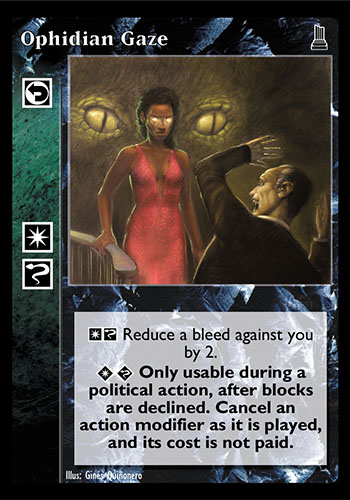 Ophidian Gaze
Reduce a bleed against you
by 2.
Only usable during a
political action, after blocks
are declined. Cancel an
action modifier as it is played,
and its cost is not paid.
Illus: Ginés Quiñonero